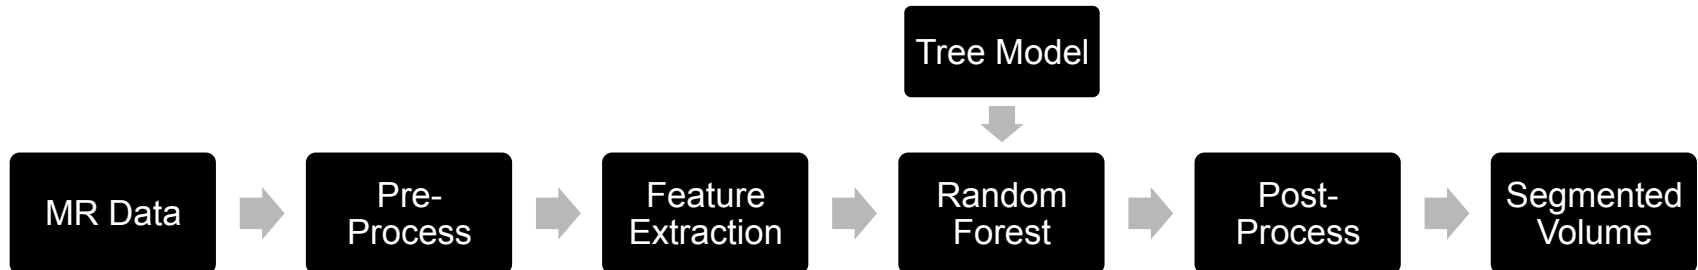 Tree Model
MR Data
Pre-
Process
Feature
Extraction
Random
Forest
Post-
Process
Segmented
Volume